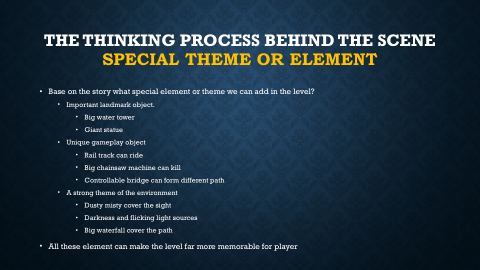 THE THINKING PROCESS BEHIND THE SCENE
SPECIAL THEME OR ELEMENT
• Base on the story what special element or theme we can add in the level?
• Important landmark object.
• Big water tower
• Giant statue
• Unique gameplay object
• Rail track can ride
• Big chainsaw machine can kill
• Controllable bridge can form different path
• A strong theme of the environment
• Dusty misty cover the sight
• Darkness and flicking light sources
• Big waterfall cover the path
• All these element can make the level far more memorable for player